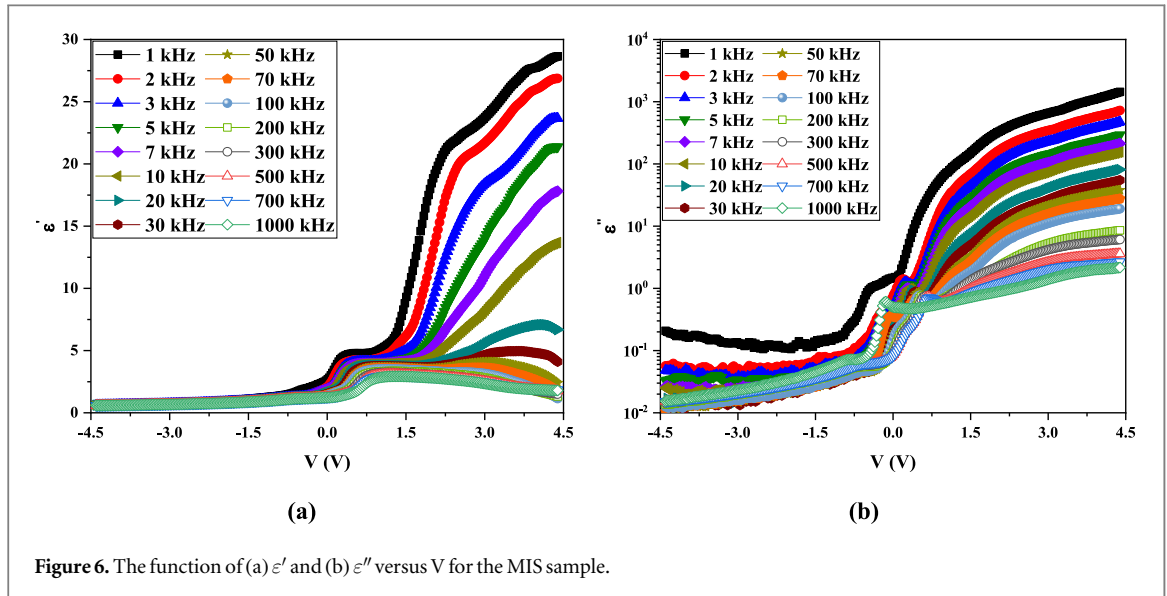 30
25
20
15
10
5
0
ε'
1 kHz 50 kHz
2 kHz 70 kHz
3 kHz 100 kHz
5 kHz 200 kHz
7 kHz 300 kHz
10 kHz 500 kHz
20 kHz 700 kHz
30 kHz 1000 kHz
-4.5 -3.0 -1.5 0.0 1.5 3.0 4.5
V (V)
(a)
10⁴
10³
10²
10¹
10⁰
10⁻¹
10⁻²
ε''
1 kHz 50 kHz
2 kHz 70 kHz
3 kHz 100 kHz
5 kHz 200 kHz
7 kHz 300 kHz
10 kHz 500 kHz
20 kHz 700 kHz
30 kHz 1000 kHz
-4.5 -3.0 -1.5 0.0 1.5 3.0 4.5
V (V)
(b)
Figure 6. The function of (a) ε′ and (b) ε″ versus V for the MIS sample.